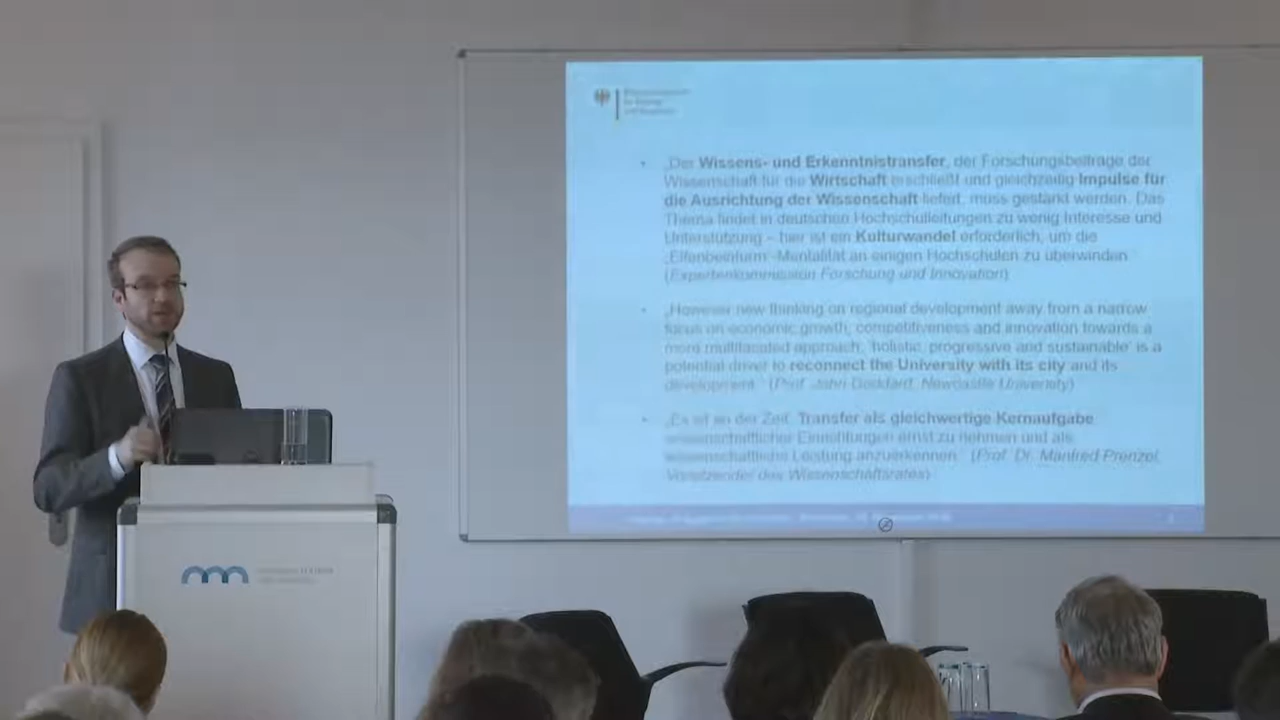 „Der Wissens- und Erkenntnistransfer, der Forschungsbeiträge der
Wissenschaft für die Wirtschaft erschließt und gleichzeitig Impulse für
die Ausrichtung der Wissenschaft liefert, muss gestärkt werden. Das
Thema findet in deutschen Hochschulleitungen zu wenig Interesse und
Unterstützung – hier ist ein Kulturwandel erforderlich, um die
„Elfenbeinturm“-Mentalität an einigen Hochschulen zu überwinden.“
(Expertenkommission Forschung und Innovation)
„However new thinking on regional development away from a narrow
focus on economic growth, competitiveness and innovation towards a
more multifaceted approach, 'holistic, progressive and sustainable' is a
potential driver to reconnect the University with its city and its
development.“ (Prof. John Goddard, Newcastle University)
„Es ist an der Zeit, Transfer als gleichwertige Kernaufgabe
wissenschaftlicher Einrichtungen ernst zu nehmen und als
wissenschaftliche Leistung anzuerkennen.“ (Prof. Dr. Manfred Prenzel,
Vorsitzender des Wissenschaftsrates)